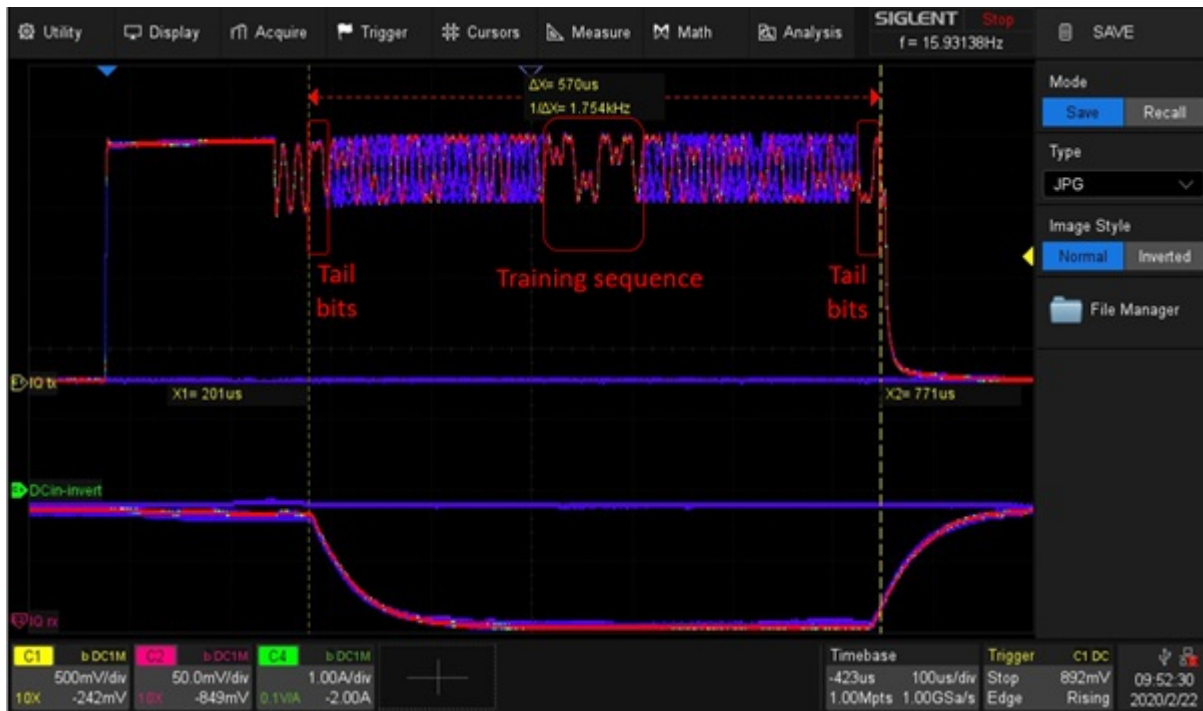 Utility Display Acquire Trigger Cursors Measure Math Analysis
SIGLENT Stop
f = 15.93138Hz
SAVE
Mode
Save Recall
Type
JPG
Image Style
Normal Inverted
File Manager
ΔX= 570us
1/ΔX= 1.754kHz
Tail
bits
Training sequence
Tail
bits
IQ tx
X1= 201us
X2= 771us
DCin-invert
IQ rx
C1 b DC1M
500mV/div
10X -242mV
C2 b DC1M
50.0mV/div
10X -849mV
C4 b DC1M
1.00A/div
0.1V/A -2.00A
Timebase
-423us 100us/div
1.00Mpts 1.00GSa/s
Trigger C1 DC
Stop 892mV
Edge Rising
09:52:30
2020/2/22